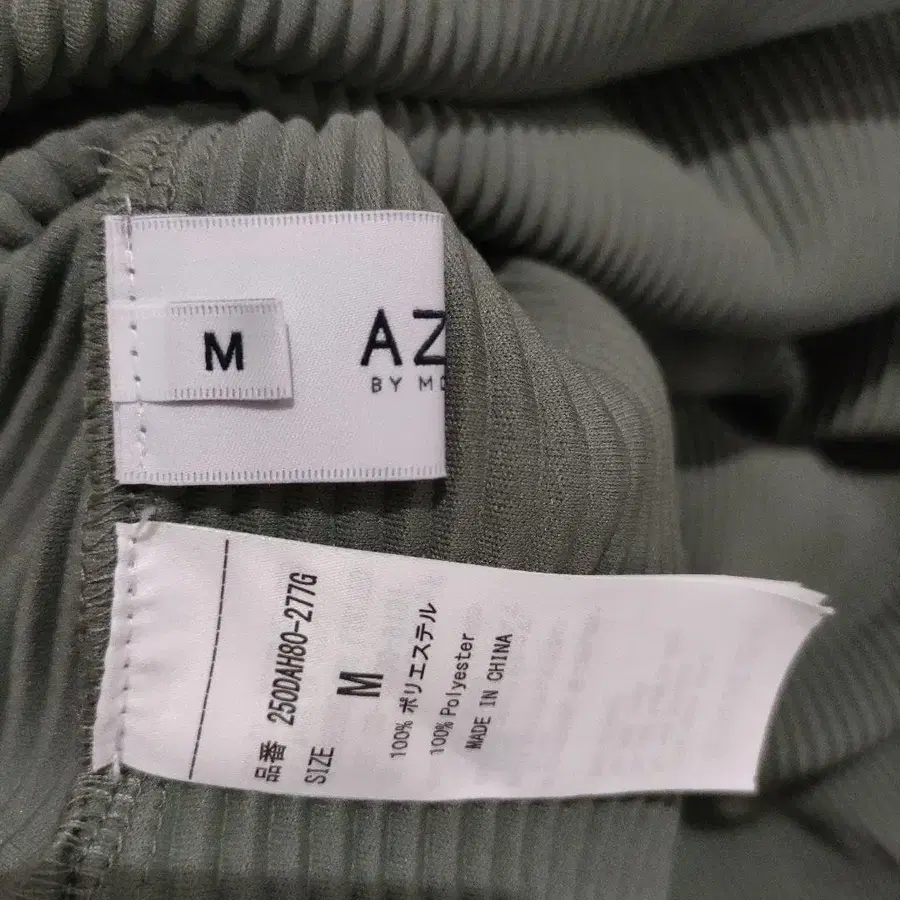 M
AZ
BY MO
品番 250DAH80-277G
SIZE M
100% ポリエステル
100% Polyester
MADE IN CHINA